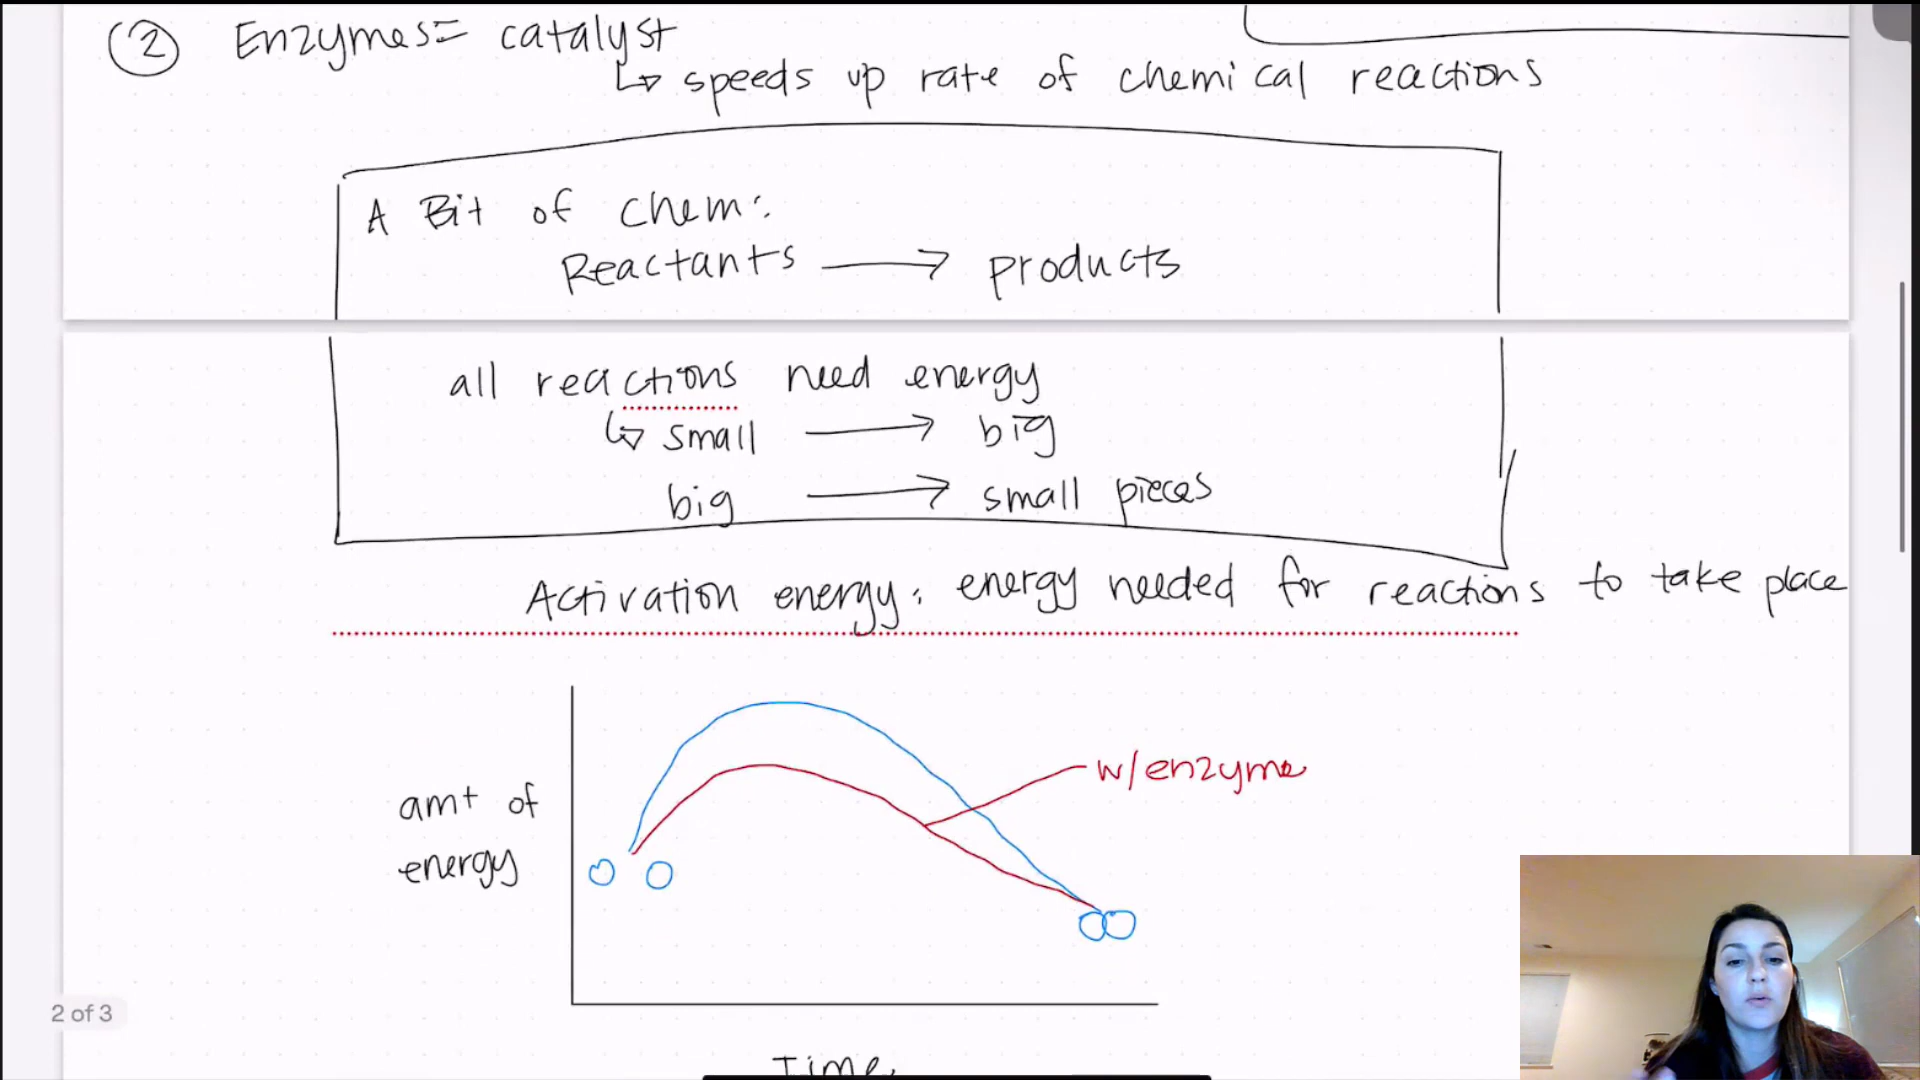 ② Enzymes = catalyst
↳ speeds up rate of chemical reactions
A Bit of chem:
Reactants → products
all reactions need energy
↳ small → big
big → small pieces
Activation energy: energy needed for reactions to take place
w/enzyme
amt of
energy
2 of 3
Time